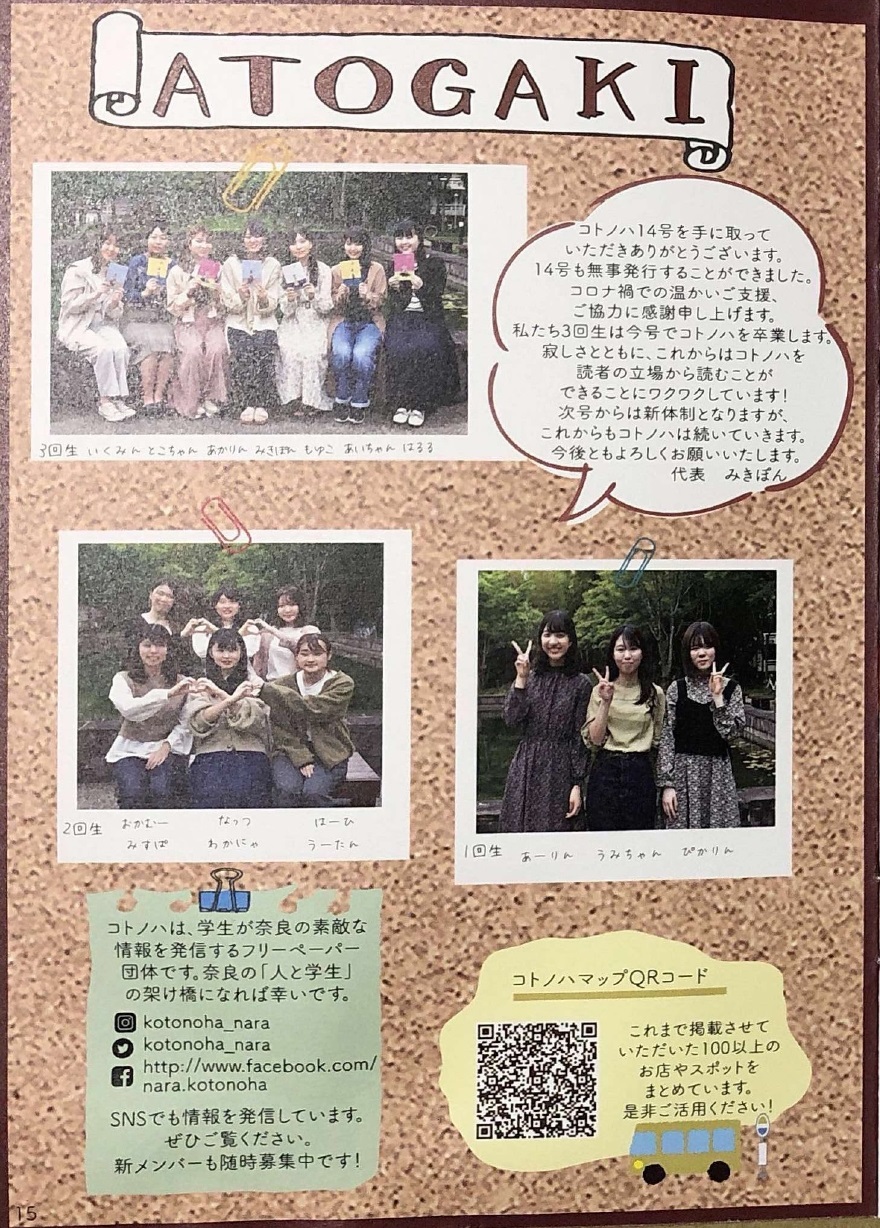 ATOGAKI
コトノハ14号を手に取って
いただきありがとうございます。
14号も無事発行することができました。
コロナ禍での温かいご支援、
ご協力に感謝申し上げます。
私たち3回生は今号でコトノハを卒業します。
寂しさとともに、これからはコトノハを
読者の立場から読むことが
できることにワクワクしています!
次号からは新体制となりますが、
これからもコトノハは続いていきます。
今後ともよろしくお願いいたします。
代表 みきぽん
3回生 いくみん とこちゃん あかりん みきぽん もゆこ あいちゃん はるる
2回生 おかむー なっつ はーひ
みすぱ わかにゃ うーたん
1回生 あーりん うみちゃん ぴかりん
コトノハは、学生が奈良の素敵な
情報を発信するフリーペーパー
団体です。奈良の「人と学生」
の架け橋になれば幸いです。
kotonoha_nara
kotonoha_nara
http://www.facebook.com/
nara.kotonoha
SNSでも情報を発信しています。
ぜひご覧ください。
新メンバーも随時募集中です!
コトノハマップQRコード
これまで掲載させて
いただいた100以上の
お店やスポットを
まとめています。
是非ご活用ください!
15